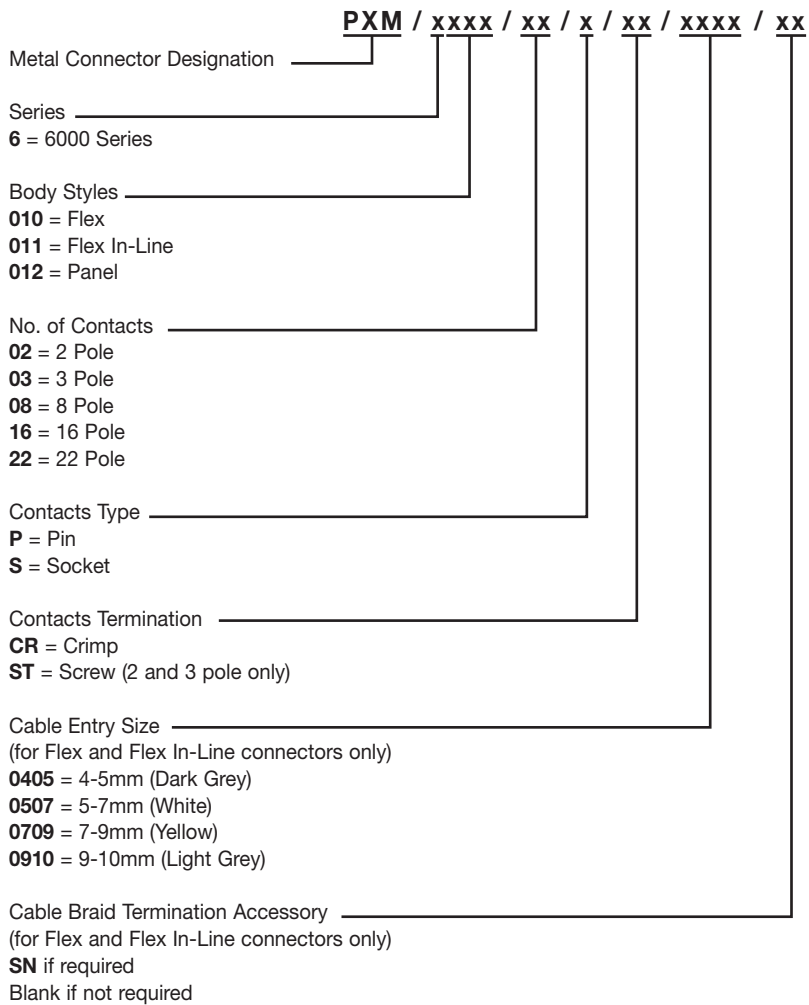 PXM / xxxx / xx / x / xx / xxxx / xx
Metal Connector Designation
Series
6 = 6000 Series
Body Styles
010 = Flex
011 = Flex In-Line
012 = Panel
No. of Contacts
02 = 2 Pole
03 = 3 Pole
08 = 8 Pole
16 = 16 Pole
22 = 22 Pole
Contacts Type
P = Pin
S = Socket
Contacts Termination
CR = Crimp
ST = Screw (2 and 3 pole only)
Cable Entry Size
(for Flex and Flex In-Line connectors only)
0405 = 4-5mm (Dark Grey)
0507 = 5-7mm (White)
0709 = 7-9mm (Yellow)
0910 = 9-10mm (Light Grey)
Cable Braid Termination Accessory
(for Flex and Flex In-Line connectors only)
SN if required
Blank if not required